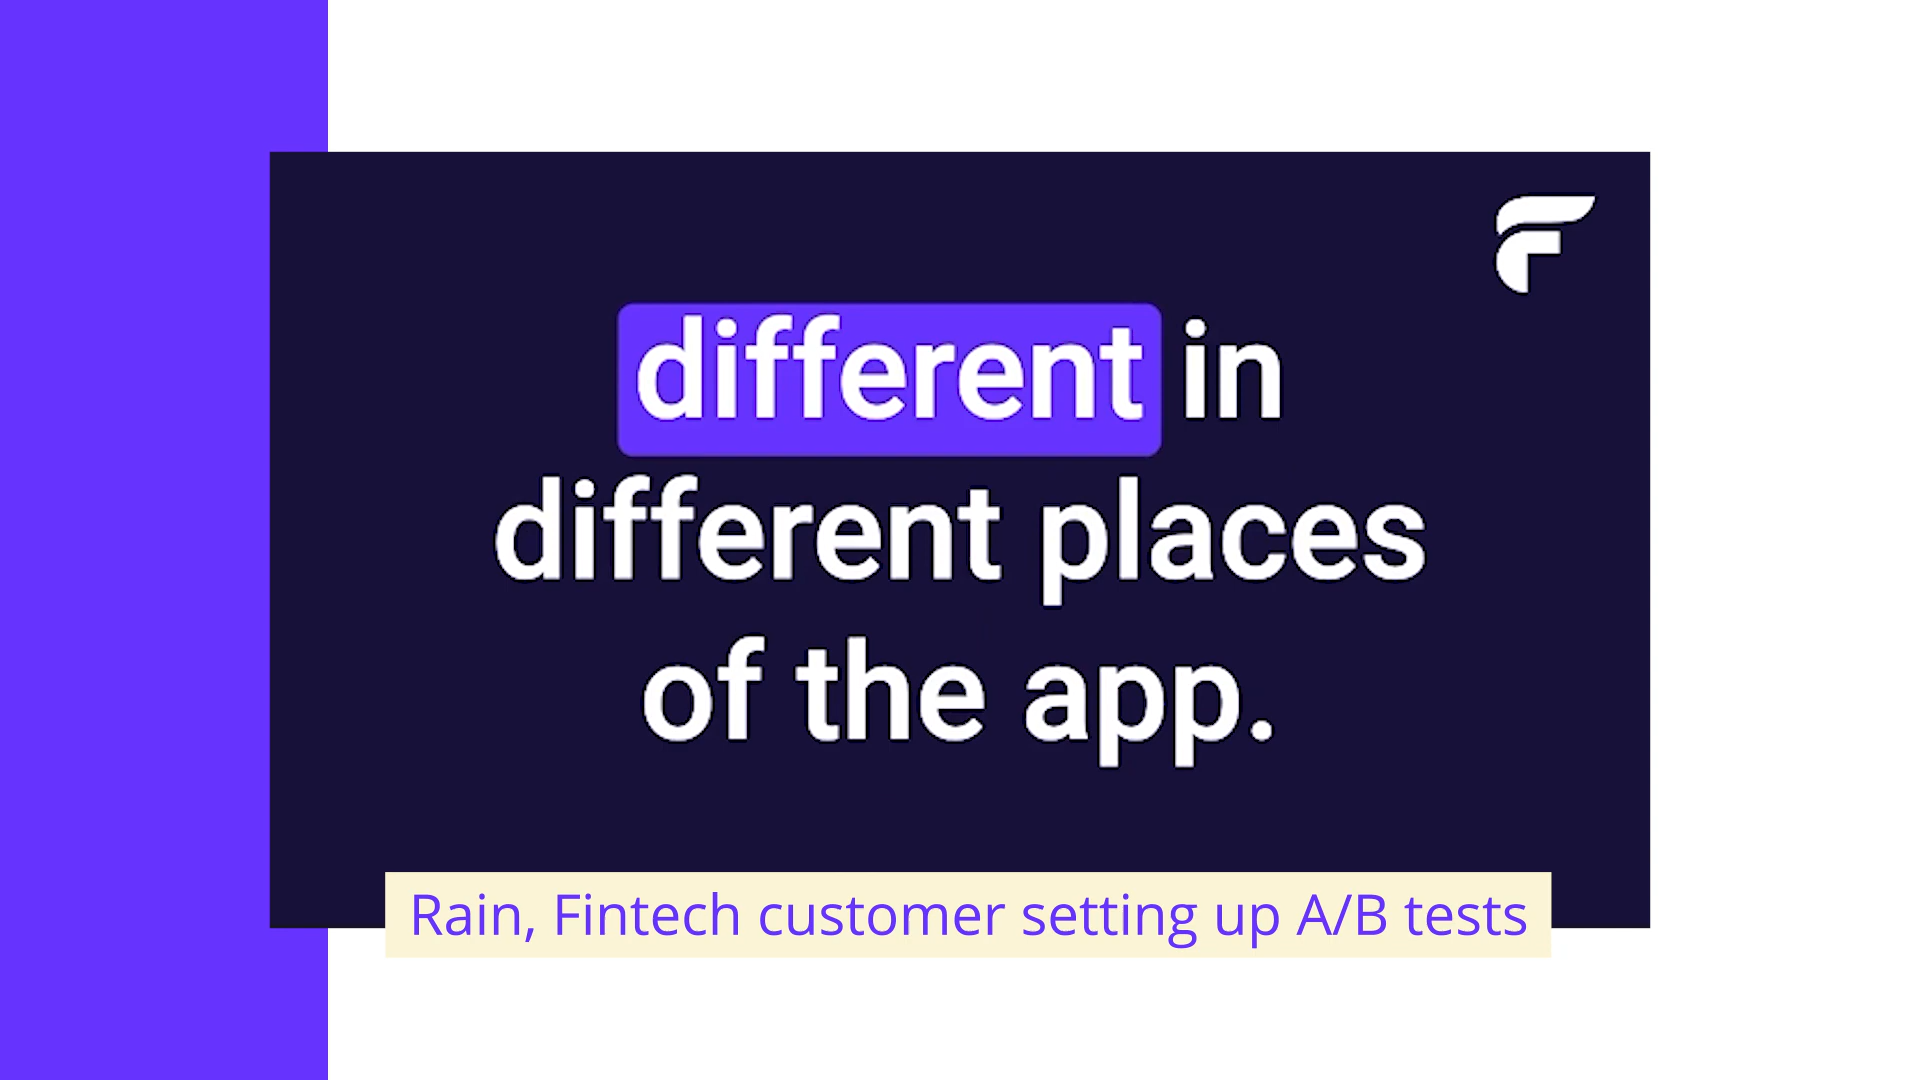 different in
different places
of the app.
Rain, Fintech customer setting up A/B tests